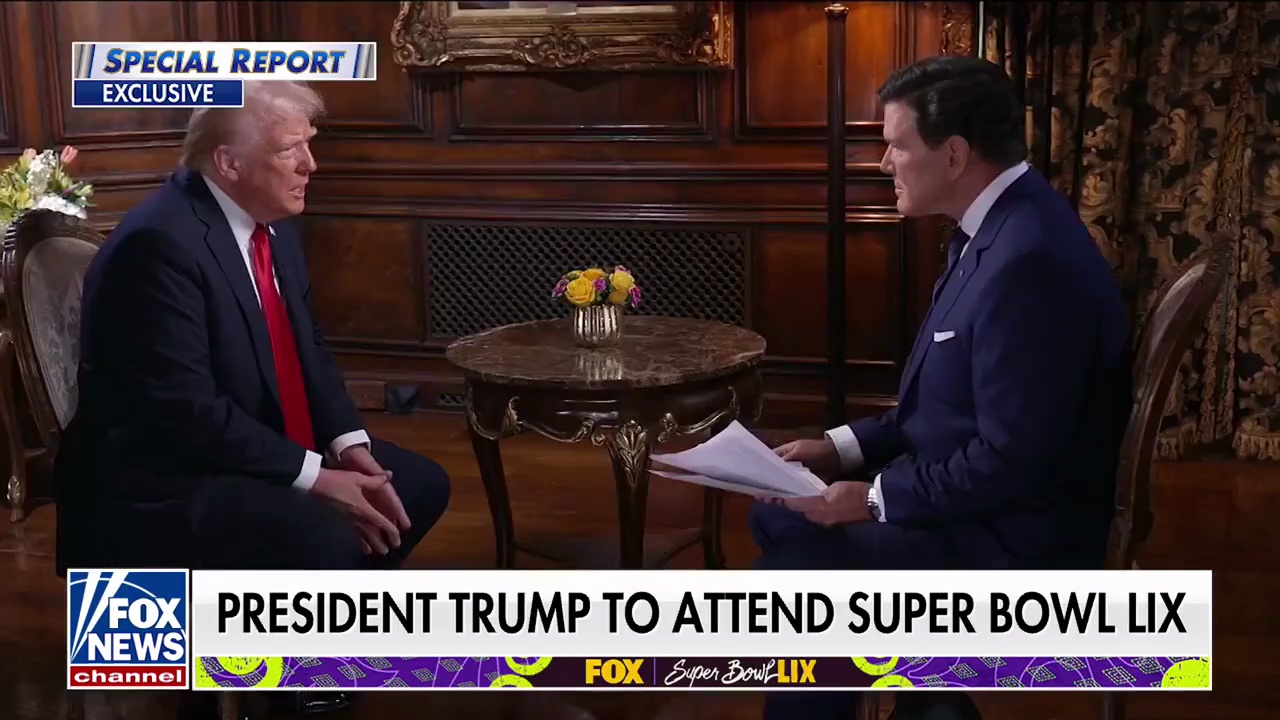 SPECIAL REPORT
EXCLUSIVE
PRESIDENT TRUMP TO ATTEND SUPER BOWL LIX
FOX
NEWS
channel
FOX Super Bowl LIX